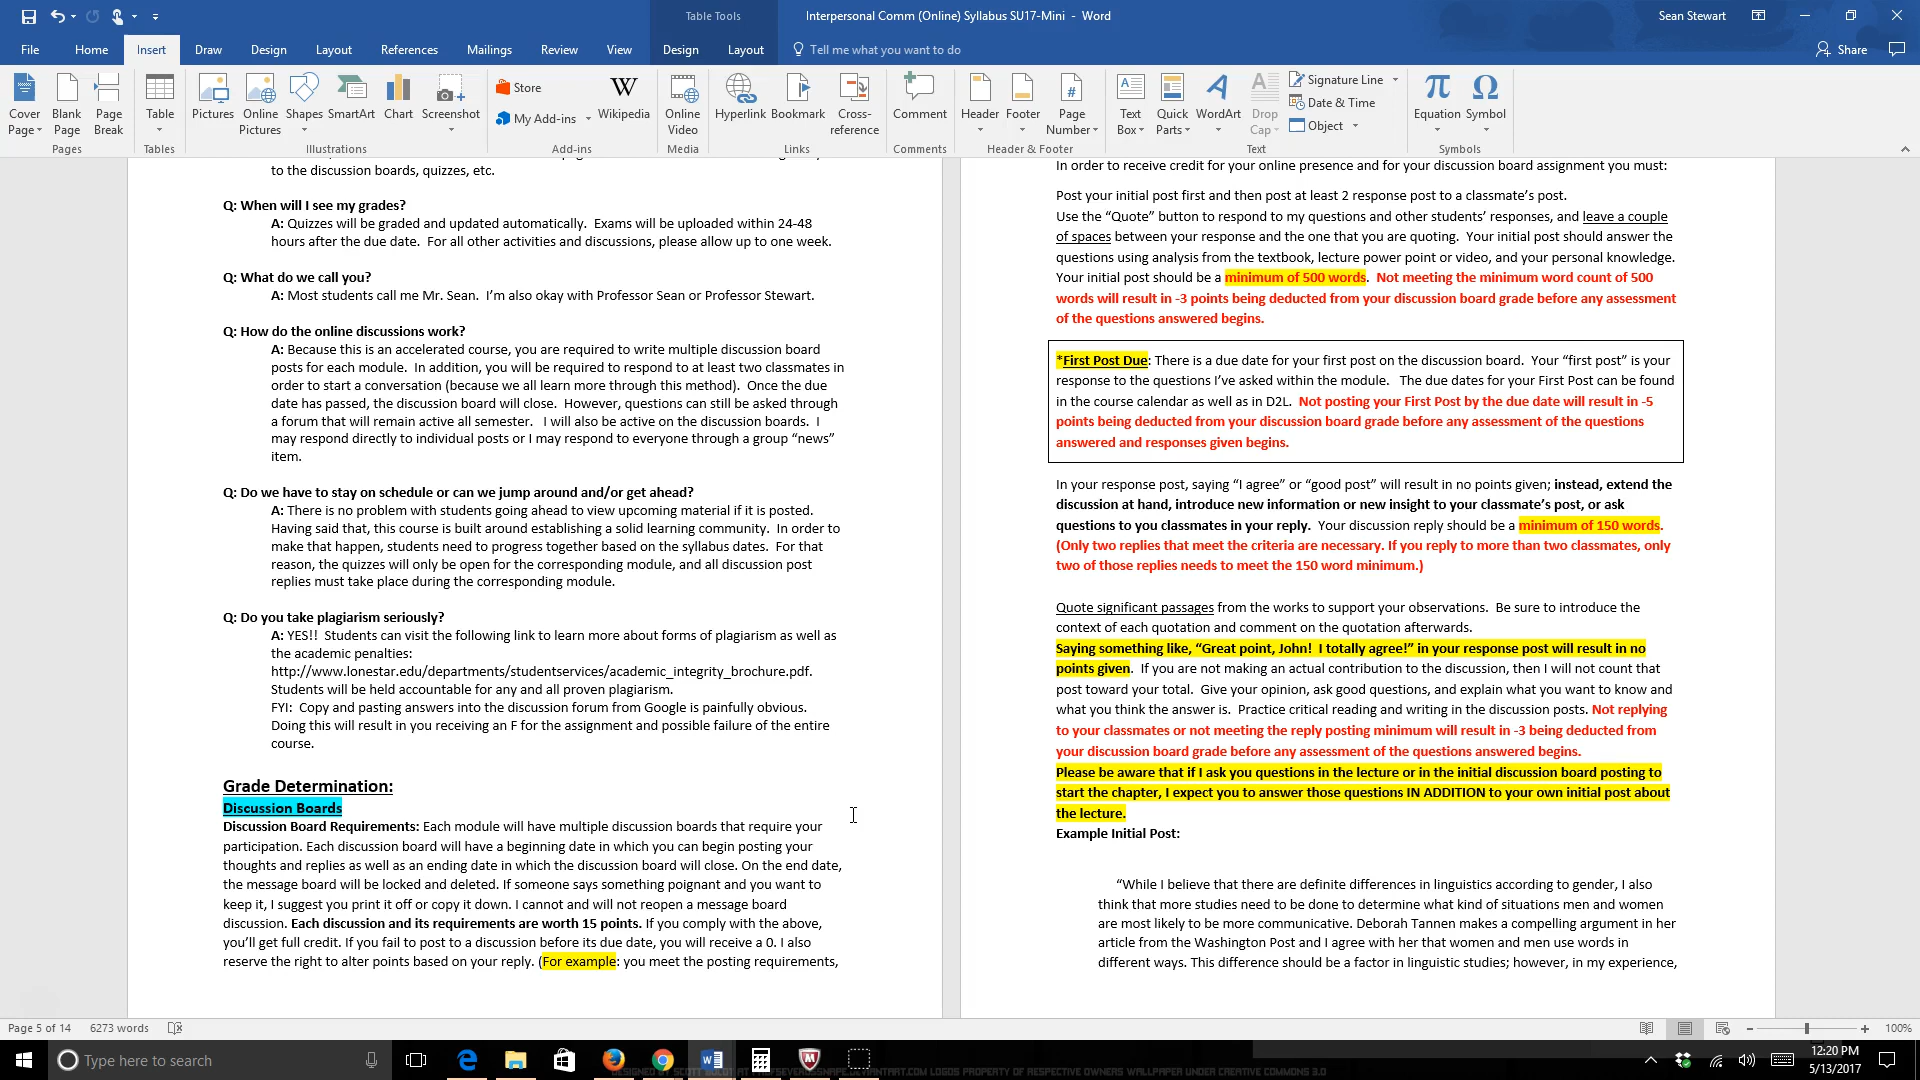 Table Tools
Interpersonal Comm (Online) Syllabus SU17-Mini - Word
Sean Stewart
File Home Insert Draw Design Layout References Mailings Review View Design Layout Tell me what you want to do Share
Cover Page
Blank Page
Page Break
Table
Pictures
Online Pictures
Shapes
SmartArt
Chart
Screenshot
Store
My Add-ins
Wikipedia
Online Video
Hyperlink
Bookmark
Cross-reference
Comment
Header
Footer
Page Number
Text Box
Quick Parts
WordArt
Drop Cap
Signature Line
Date & Time
Object
Equation
Symbol
Pages Tables Illustrations Add-ins Media Links Comments Header & Footer Text Symbols
to the discussion boards, quizzes, etc.
Q: When will I see my grades?
A: Quizzes will be graded and updated automatically. Exams will be uploaded within 24-48
hours after the due date. For all other activities and discussions, please allow up to one week.
Q: What do we call you?
A: Most students call me Mr. Sean. I'm also okay with Professor Sean or Professor Stewart.
Q: How do the online discussions work?
A: Because this is an accelerated course, you are required to write multiple discussion board
posts for each module. In addition, you will be required to respond to at least two classmates in
order to start a conversation (because we all learn more through this method). Once the due
date has passed, the discussion board will close. However, questions can still be asked through
a forum that will remain active all semester. I will also be active on the discussion boards. I
may respond directly to individual posts or I may respond to everyone through a group “news”
item.
Q: Do we have to stay on schedule or can we jump around and/or get ahead?
A: There is no problem with students going ahead to view upcoming material if it is posted.
Having said that, this course is built around establishing a solid learning community. In order to
make that happen, students need to progress together based on the syllabus dates. For that
reason, the quizzes will only be open for the corresponding module, and all discussion post
replies must take place during the corresponding module.
Q: Do you take plagiarism seriously?
A: YES!! Students can visit the following link to learn more about forms of plagiarism as well as
the academic penalties:
http://www.lonestar.edu/departments/studentservices/academic_integrity_brochure.pdf.
Students will be held accountable for any and all proven plagiarism.
FYI: Copy and pasting answers into the discussion forum from Google is painfully obvious.
Doing this will result in you receiving an F for the assignment and possible failure of the entire
course.
Grade Determination:
Discussion Boards
Discussion Board Requirements: Each module will have multiple discussion boards that require your
participation. Each discussion board will have a beginning date in which you can begin posting your
thoughts and replies as well as an ending date in which the discussion board will close. On the end date,
the message board will be locked and deleted. If someone says something poignant and you want to
keep it, I suggest you print it off or copy it down. I cannot and will not reopen a message board
discussion. Each discussion and its requirements are worth 15 points. If you comply with the above,
you'll get full credit. If you fail to post to a discussion before its due date, you will receive a 0. I also
reserve the right to alter points based on your reply. (For example: you meet the posting requirements,
In order to receive credit for your online presence and for your discussion board assignment you must:
Post your initial post first and then post at least 2 response post to a classmate's post.
Use the “Quote” button to respond to my questions and other students' responses, and leave a couple
of spaces between your response and the one that you are quoting. Your initial post should answer the
questions using analysis from the textbook, lecture power point or video, and your personal knowledge.
Your initial post should be a minimum of 500 words. Not meeting the minimum word count of 500
words will result in -3 points being deducted from your discussion board grade before any assessment
of the questions answered begins.
*First Post Due: There is a due date for your first post on the discussion board. Your “first post” is your
response to the questions I've asked within the module. The due dates for your First Post can be found
in the course calendar as well as in D2L. Not posting your First Post by the due date will result in -5
points being deducted from your discussion board grade before any assessment of the questions
answered and responses given begins.
In your response post, saying “I agree” or “good post” will result in no points given; instead, extend the
discussion at hand, introduce new information or new insight to your classmate's post, or ask
questions to you classmates in your reply. Your discussion reply should be a minimum of 150 words.
(Only two replies that meet the criteria are necessary. If you reply to more than two classmates, only
two of those replies needs to meet the 150 word minimum.)
Quote significant passages from the works to support your observations. Be sure to introduce the
context of each quotation and comment on the quotation afterwards.
Saying something like, “Great point, John! I totally agree!” in your response post will result in no
points given. If you are not making an actual contribution to the discussion, then I will not count that
post toward your total. Give your opinion, ask good questions, and explain what you want to know and
what you think the answer is. Practice critical reading and writing in the discussion posts. Not replying
to your classmates or not meeting the reply posting minimum will result in -3 being deducted from
your discussion board grade before any assessment of the questions answered begins.
Please be aware that if I ask you questions in the lecture or in the initial discussion board posting to
start the chapter, I expect you to answer those questions IN ADDITION to your own initial post about
the lecture.
Example Initial Post:
“While I believe that there are definite differences in linguistics according to gender, I also
think that more studies need to be done to determine what kind of situations men and women
are most likely to be more communicative. Deborah Tannen makes a compelling argument in her
article from the Washington Post and I agree with her that women and men use words in
different ways. This difference should be a factor in linguistic studies; however, in my experience,
Page 5 of 14 6273 words 100%
Type here to search
12:20 PM
5/13/2017